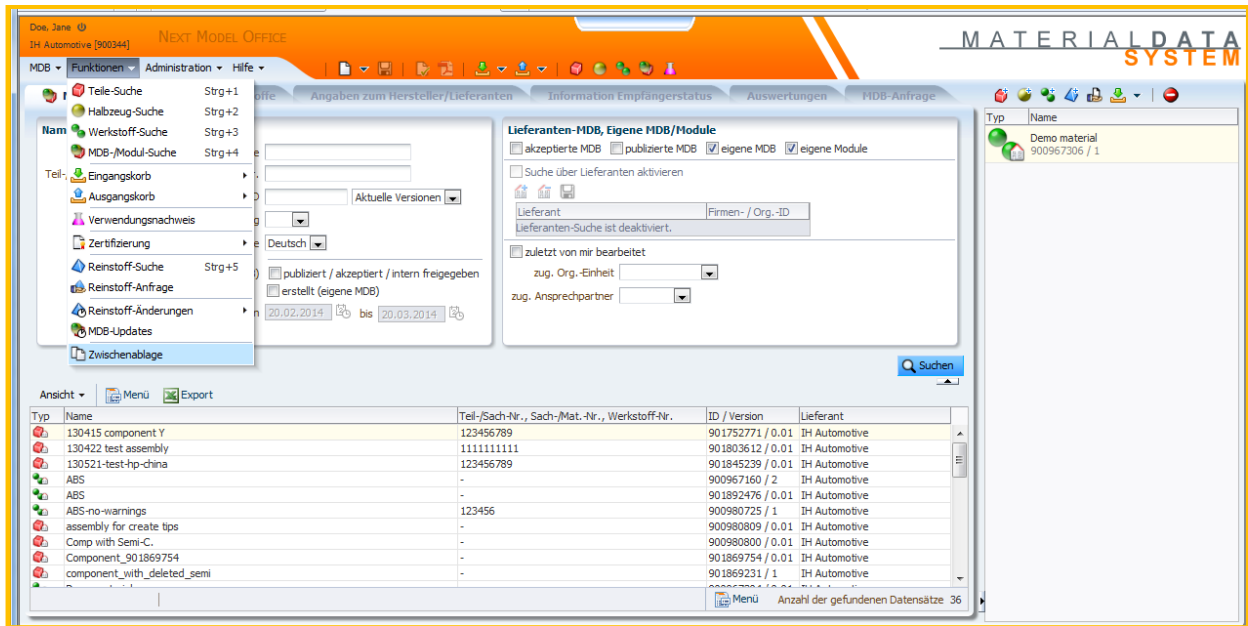 Doe, Jane
IH Automotive [900344]
NEXT MODEL OFFICE
MATERIALDATA
SYSTEM
MDB Funktionen Administration Hilfe
Angaben zum Hersteller/Lieferanten Information Empfängerstatus Auswertungen MDB-Anfrage
Teile-Suche Strg+1
Halbzeug-Suche Strg+2
Werkstoff-Suche Strg+3
MDB-/Modul-Suche Strg+4
Eingangskorb
Ausgangskorb
Verwendungsnachweis
Zertifizierung
Reinstoff-Suche Strg+5
Reinstoff-Anfrage
Reinstoff-Änderungen
MDB-Updates
Zwischenablage
Aktuelle Versionen
Deutsch
publiziert / akzeptiert / intern freigegeben
erstellt (eigene MDB)
20.02.2014 bis 20.03.2014
Lieferanten-MDB, Eigene MDB/Module
akzeptierte MDB publizierte MDB eigene MDB eigene Module
Suche über Lieferanten aktivieren
Lieferant Firmen- / Org.-ID
Lieferanten-Suche ist deaktiviert.
zuletzt von mir bearbeitet
zug. Org.-Einheit
zug. Ansprechpartner
Suchen
Typ Name
Demo material
900967306 / 1
Ansicht Menü Export
Typ Name Teil-/Sach-Nr., Sach-/Mat.-Nr., Werkstoff-Nr. ID / Version Lieferant
130415 component Y 123456789 901752771 / 0.01 IH Automotive
130422 test assembly 1111111111 901803612 / 0.01 IH Automotive
130521-test-hp-china 123456789 901845239 / 0.01 IH Automotive
ABS - 900967160 / 2 IH Automotive
ABS - 901892476 / 0.01 IH Automotive
ABS-no-warnings 123456 900980725 / 1 IH Automotive
assembly for create tips - 900980809 / 0.01 IH Automotive
Comp with Semi-C. - 900980800 / 0.01 IH Automotive
Component_901869754 - 901869754 / 0.01 IH Automotive
component_with_deleted_semi - 901869231 / 1 IH Automotive
Menü Anzahl der gefundenen Datensätze 36